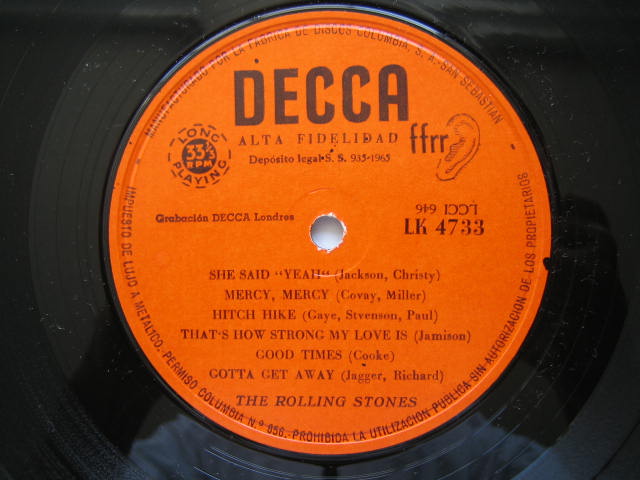 MANUFACTURADO POR LA FABRICA DE DISCOS COLUMBIA, S. A. - SAN SEBASTIAN
DECCA
ALTA FIDELIDAD
ffrr
Depósito legal S. S. 935-1965
LONG
33⅓
RPM
PLAYING
LCCI 646
Grabación DECCA Londres
LK 4733
SHE SAID "YEAH" (Jackson, Christy)
MERCY, MERCY (Covay, Miller)
HITCH HIKE (Gaye, Stvenson, Paul)
THAT'S HOW STRONG MY LOVE IS (Jamison)
GOOD TIMES (Cooke)
GOTTA GET AWAY (Jagger, Richard)
THE ROLLING STONES
IMPUESTO DE LUJO A METALICO. PERMISO COLUMBIA N.º 856.- PROHIBIDA LA UTILIZACION PUBLICA SIN AUTORIZACION DE LOS PROPIETARIOS